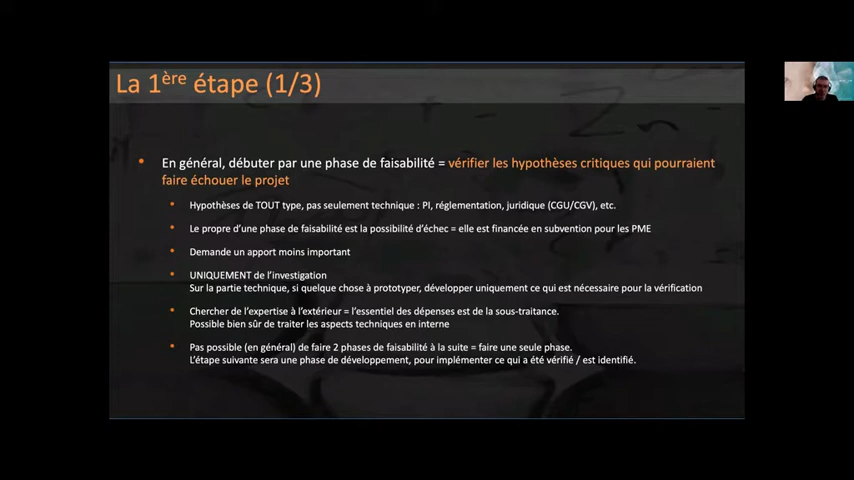 La 1ère étape (1/3)
• En général, débuter par une phase de faisabilité = vérifier les hypothèses critiques qui pourraient
faire échouer le projet
• Hypothèses de TOUT type, pas seulement technique : PI, réglementation, juridique (CGU/CGV), etc.
• Le propre d'une phase de faisabilité est la possibilité d'échec = elle est financée en subvention pour les PME
• Demande un apport moins important
• UNIQUEMENT de l'investigation
Sur la partie technique, si quelque chose à prototyper, développer uniquement ce qui est nécessaire pour la vérification
• Chercher de l'expertise à l'extérieur = l'essentiel des dépenses est de la sous-traitance.
Possible bien sûr de traiter les aspects techniques en interne
• Pas possible (en général) de faire 2 phases de faisabilité à la suite = faire une seule phase.
L'étape suivante sera une phase de développement, pour implémenter ce qui a été vérifié / est identifié.